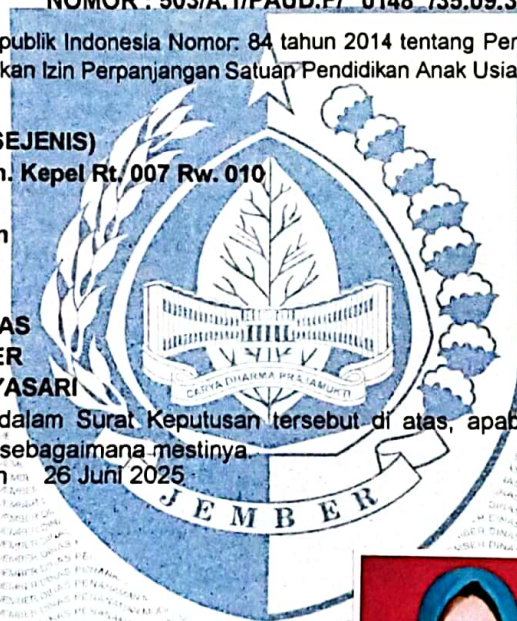 NOMOR : 503/A.1/PAUD.P/ 0148 /35.09.3
publik Indonesia Nomor: 84 tahun 2014 tentang Per
kan Izin Perpanjangan Satuan Pendidikan Anak Usia
SEJENIS)
n. Kepel Rt. 007 Rw. 010
n
AS
ER
YASARI
CARYA DHARMA PRAJA MUKTI
dalam Surat Keputusan tersebut di atas, apab
sebagaimana mestinya.
n 26 Juni 2025
JEMBER